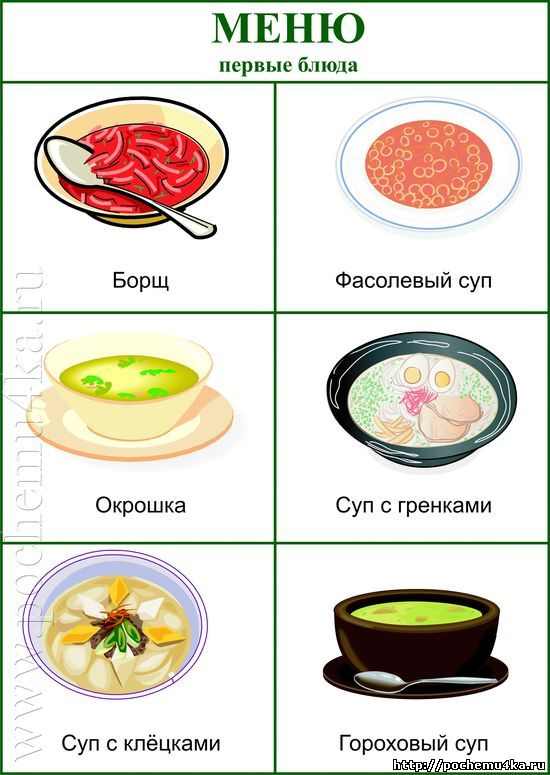 МЕНЮ
первые блюда
Борщ
Фасолевый суп
Окрошка
Суп с гренками
Суп с клёцками
Гороховый суп
www.pochemu4ka.ru
http://pochemu4ka.ru/